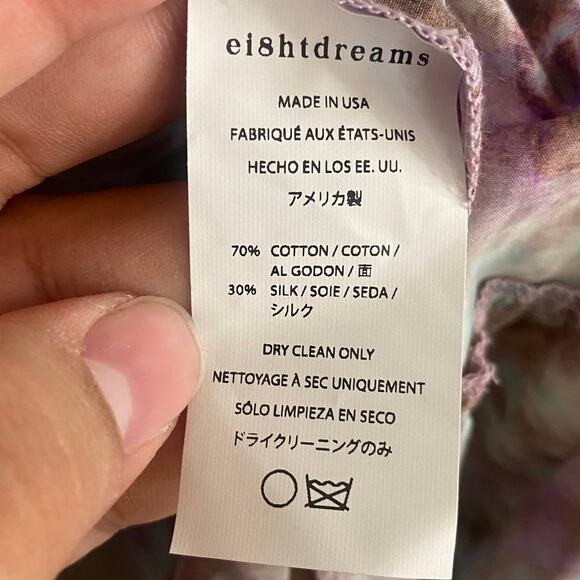 ei8htdreams
MADE IN USA
FABRIQUÉ AUX ÉTATS-UNIS
HECHO EN LOS EE. UU.
アメリカ製
70% COTTON / COTON /
AL GODON / 面
30% SILK / SOIE / SEDA /
シルク
DRY CLEAN ONLY
NETTOYAGE À SEC UNIQUEMENT
SÓLO LIMPIEZA EN SECO
ドライクリーニングのみ